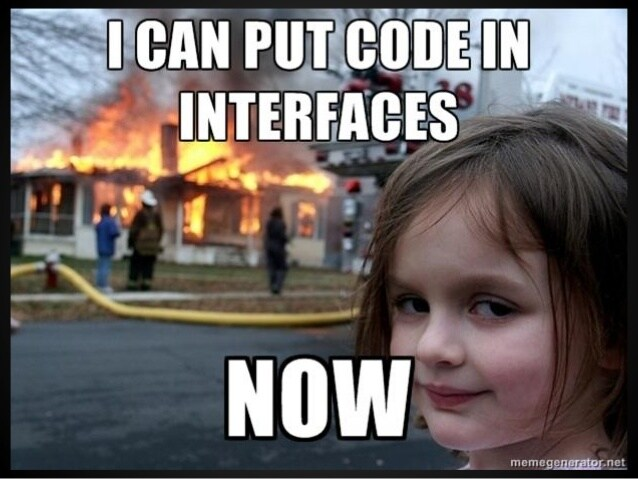 I CAN PUT CODE IN
INTERFACES
NOW
memegenerator.net